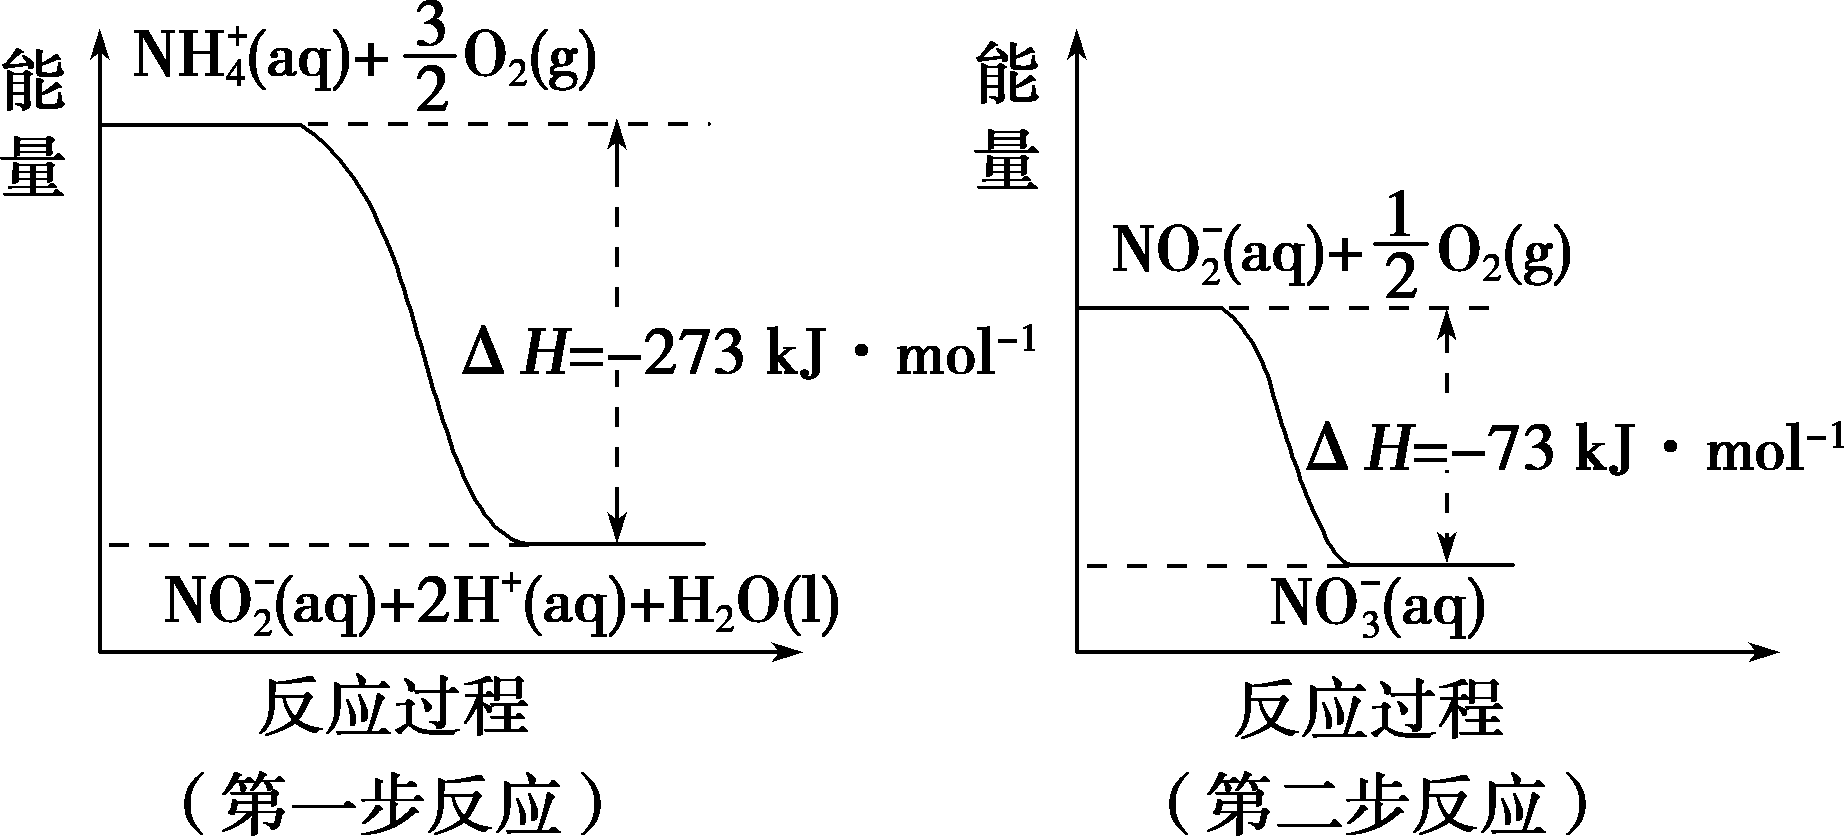 能量
NH₄⁺(aq)+3/2O₂(g)
ΔH=−273 kJ·mol⁻¹
NO₂⁻(aq)+2H⁺(aq)+H₂O(l)
反应过程
（第一步反应）
能量
NO₂⁻(aq)+1/2O₂(g)
ΔH=−73 kJ·mol⁻¹
NO₃⁻(aq)
反应过程
（第二步反应）